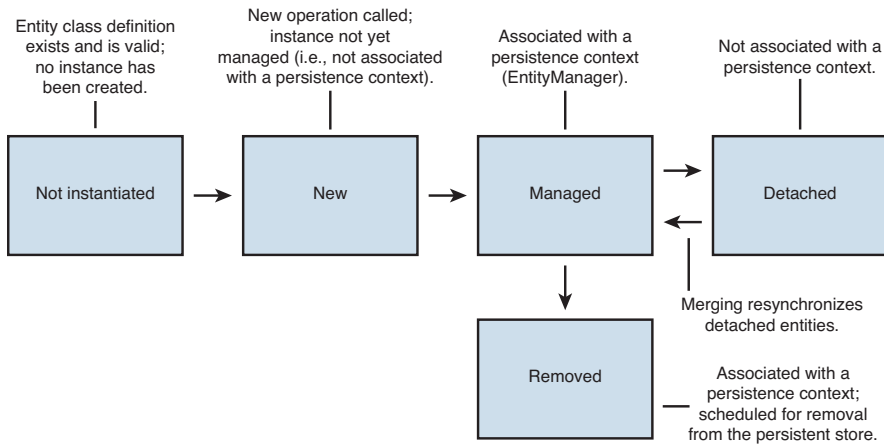 Entity class definition
exists and is valid;
no instance has
been created.
New operation called;
instance not yet
managed (i.e., not associated
with a persistence context).
Associated with a
persistence context
(EntityManager).
Not associated with a
persistence context.
Not instantiated
New
Managed
Detached
Merging resynchronizes
detached entities.
Removed
Associated with a
persistence context;
scheduled for removal
from the persistent store.